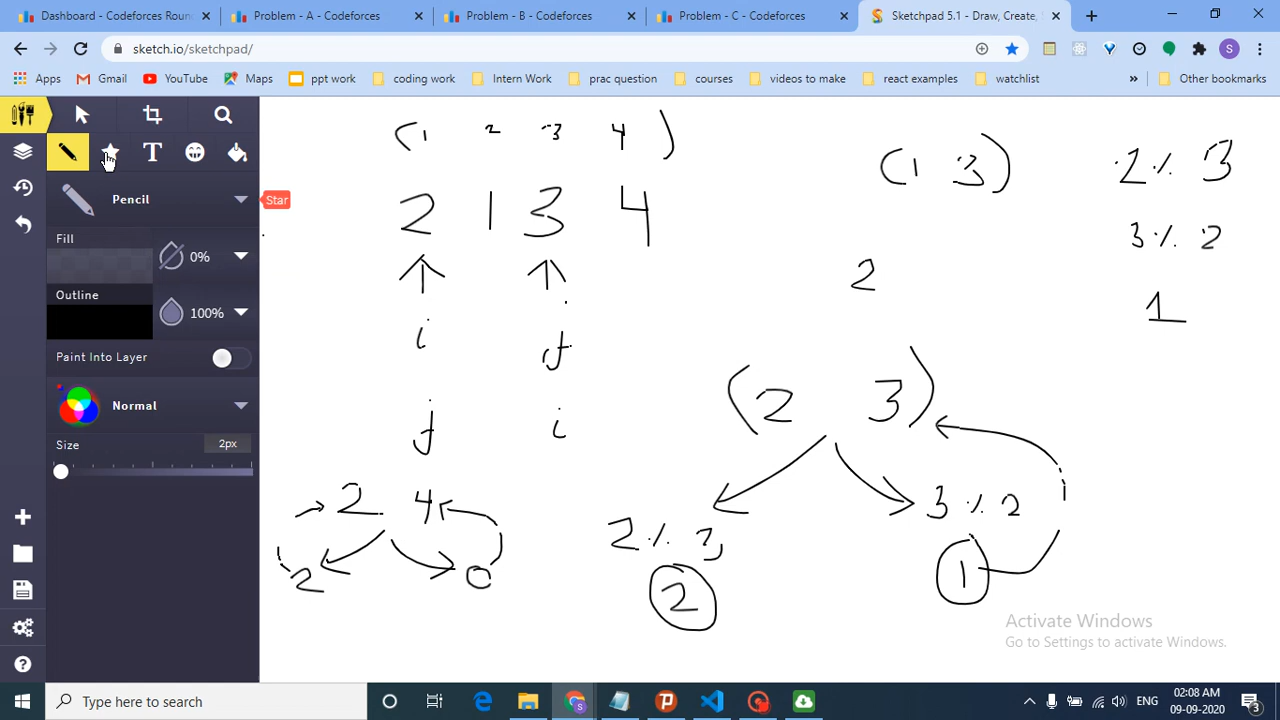 Dashboard - Codeforces Roun
Problem - A - Codeforces
Problem - B - Codeforces
Problem - C - Codeforces
Sketchpad 5.1 - Draw, Create,
sketch.io/sketchpad/
S
Apps
Gmail
YouTube
Maps
ppt work
coding work
Intern Work
prac question
courses
videos to make
react examples
watchlist
»
Other bookmarks
Pencil
Star
Fill
0%
Outline
100%
Paint Into Layer
Normal
Size
2px
(1 2 3 4)
2 1 3 4
i j
j i
2 4
2 0
(1 3)
2 % 3
3 % 2
1
2
(2 3)
2 % 3
3 % 2
2
1
Activate Windows
Go to Settings to activate Windows.
Type here to search
02:08 AM
09-09-2020
3